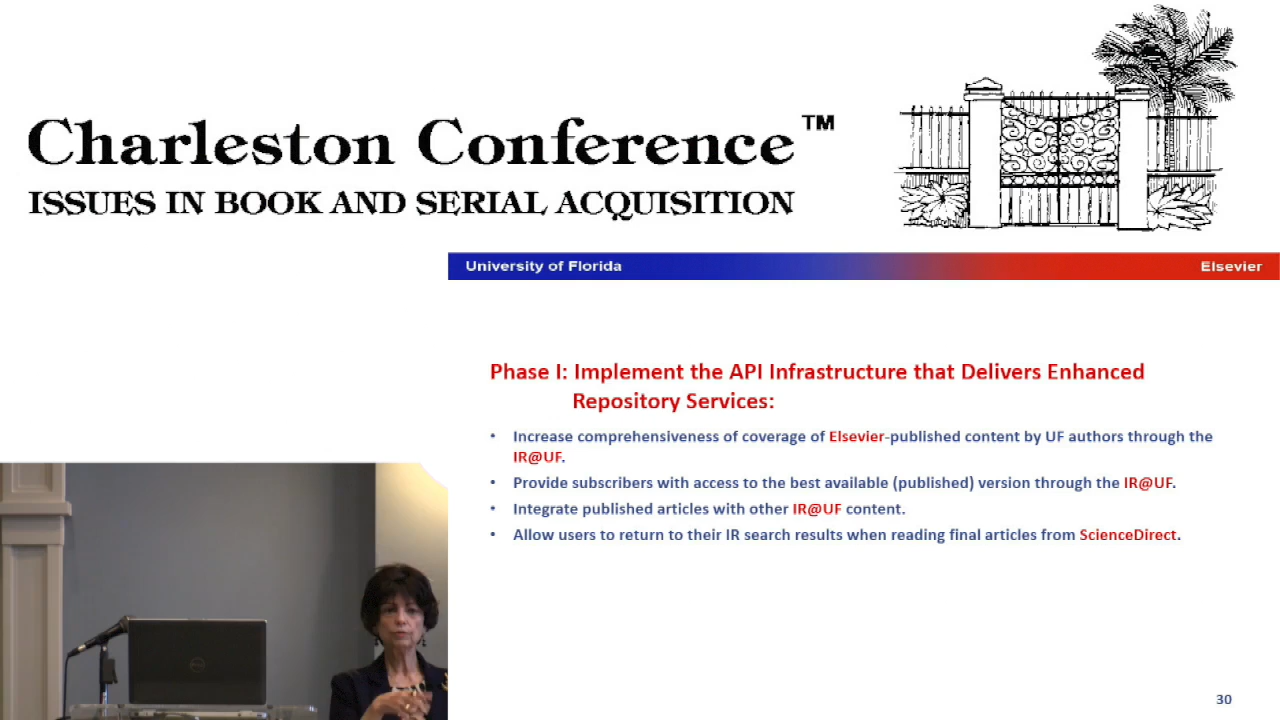 Charleston Conference™
ISSUES IN BOOK AND SERIAL ACQUISITION
University of Florida
Elsevier
Phase I: Implement the API Infrastructure that Delivers Enhanced
Repository Services:
• Increase comprehensiveness of coverage of Elsevier-published content by UF authors through the
IR@UF.
• Provide subscribers with access to the best available (published) version through the IR@UF.
• Integrate published articles with other IR@UF content.
• Allow users to return to their IR search results when reading final articles from ScienceDirect.
30